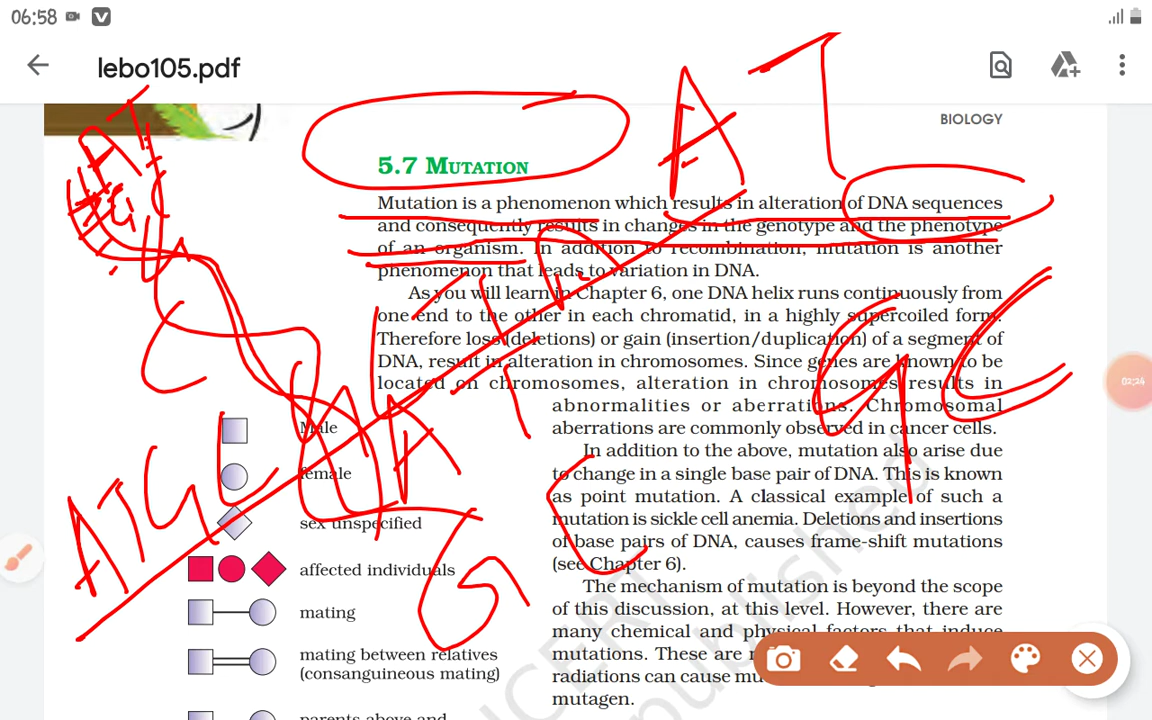 06:58
lebo105.pdf
BIOLOGY
5.7 MUTATION
Mutation is a phenomenon which results in alteration of DNA sequences
and consequently results in changes in the genotype and the phenotype
of an organism. In addition to recombination, mutation is another
phenomenon that leads to variation in DNA.
As you will learn in Chapter 6, one DNA helix runs continuously from
one end to the other in each chromatid, in a highly supercoiled form.
Therefore loss (deletions) or gain (insertion/duplication) of a segment of
DNA, result in alteration in chromosomes. Since genes are known to be
located on chromosomes, alteration in chromosomes results in
abnormalities or aberrations. Chromosomal
aberrations are commonly observed in cancer cells.
In addition to the above, mutation also arise due
to change in a single base pair of DNA. This is known
as point mutation. A classical example of such a
mutation is sickle cell anemia. Deletions and insertions
of base pairs of DNA, causes frame-shift mutations
(see Chapter 6).
The mechanism of mutation is beyond the scope
of this discussion, at this level. However, there are
many chemical and physical factors that induce
mutations. These are
radiations can cause
mutagen.
Male
female
sex unspecified
affected individuals
mating
mating between relatives
(consanguineous mating)
parents above and
A T
G C
02:24